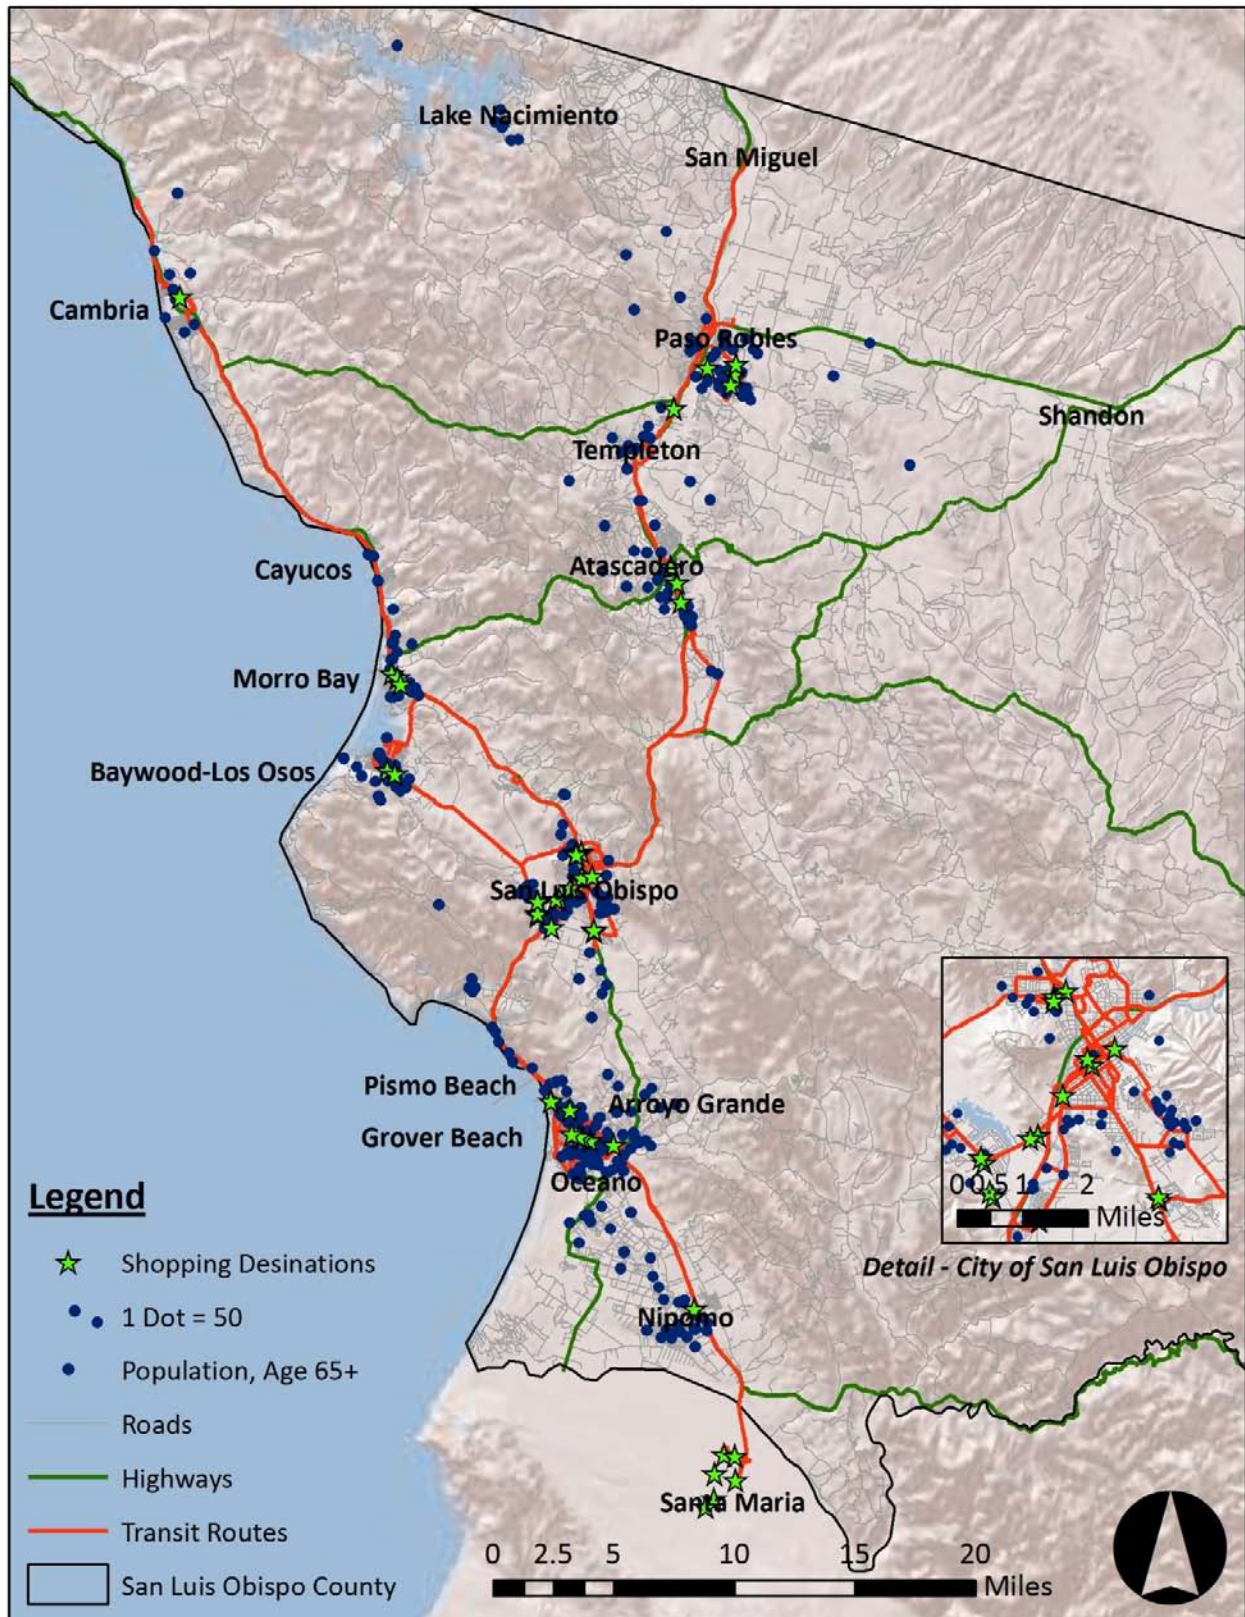 Lake Nacimiento
San Miguel
Cambria
Paso Robles
Shandon
Templeton
Cayucos
Atascadero
Morro Bay
Baywood-Los Osos
San Luis Obispo
Pismo Beach
Arroyo Grande
Grover Beach
Oceano
Nipomo
Santa Maria
0 0.5 1 2
Miles
Detail - City of San Luis Obispo
Legend
Shopping Desinations
1 Dot = 50
Population, Age 65+
Roads
Highways
Transit Routes
San Luis Obispo County
0 2.5 5 10 15 20
Miles